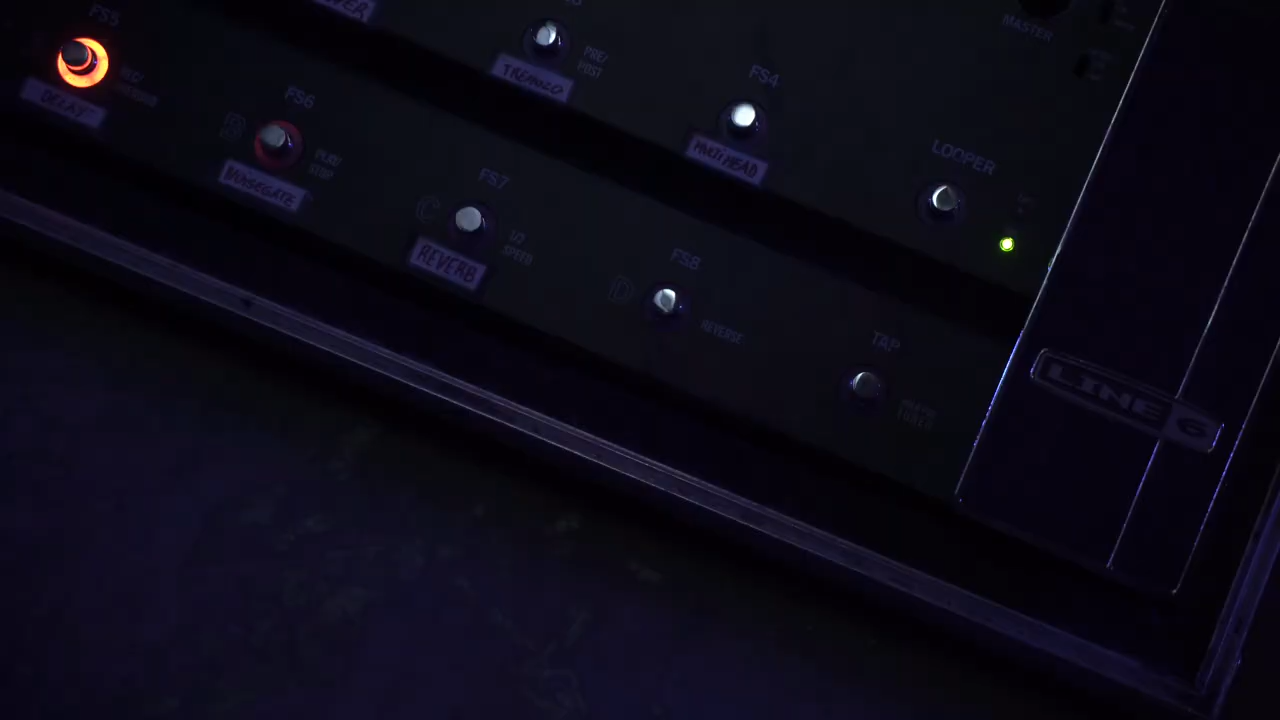 FS5
DELAY
FS6
PLAY/
STOP
NOISEGATE
PRE/
POST
TREMOLO
FS4
MULTIHEAD
MASTER
LOOPER
FS7
C
1/2
SPEED
REVERB
FS8
D
REVERSE
TAP
TUNER
LINE 6